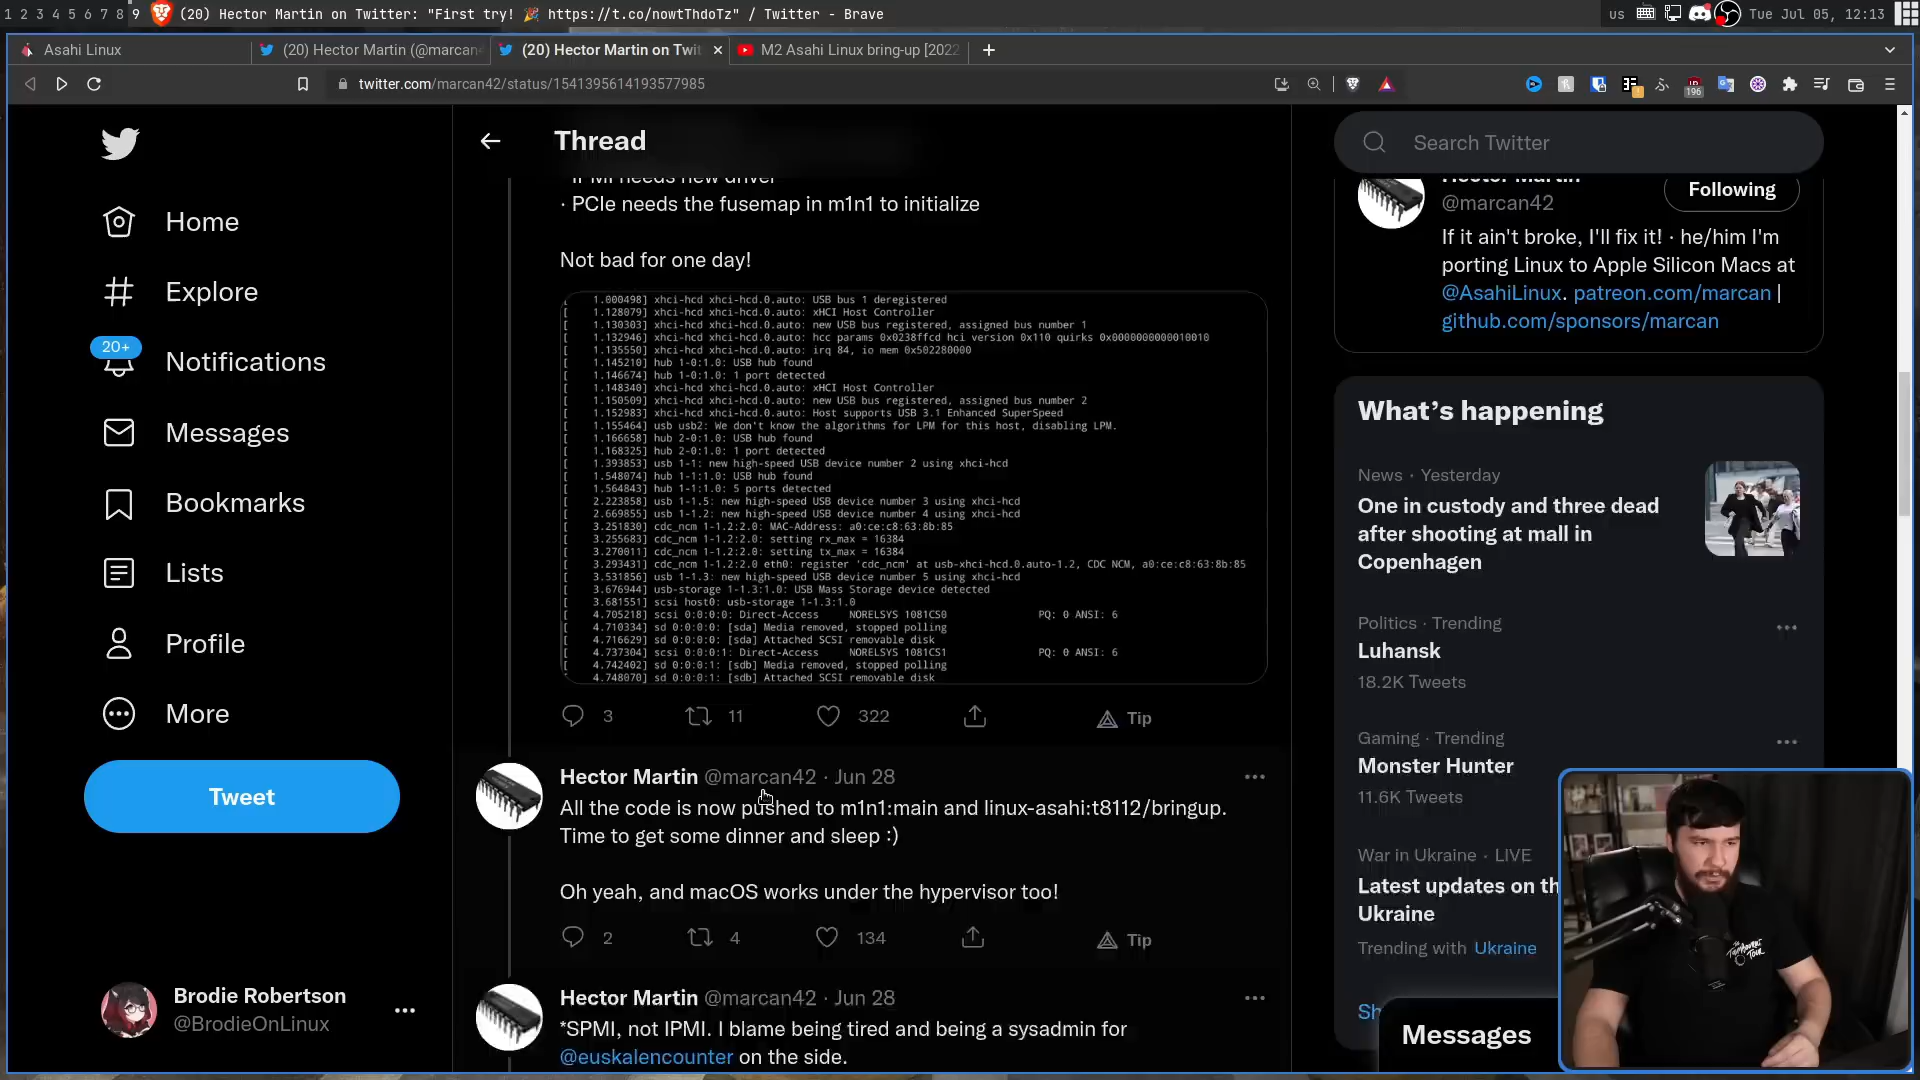 1 2 3 4 5 6 7 8 9 (20) Hector Martin on Twitter: "First try! 🎉 https://t.co/nowtThdoTz" / Twitter - Brave
us Tue Jul 05, 12:13
Asahi Linux
(20) Hector Martin (@marcan
(20) Hector Martin on Twit
M2 Asahi Linux bring-up [2022
twitter.com/marcan42/status/1541395614193577985
196
Thread
Search Twitter
Home
Explore
20+
Notifications
Messages
Bookmarks
Lists
Profile
More
Tweet
Brodie Robertson
@BrodieOnLinux
· IPMI needs new driver
· PCIe needs the fusemap in m1n1 to initialize
Not bad for one day!
[ 1.000498] xhci-hcd xhci-hcd.0.auto: USB bus 1 deregistered
[ 1.128079] xhci-hcd xhci-hcd.0.auto: xHCI Host Controller
[ 1.130303] xhci-hcd xhci-hcd.0.auto: new USB bus registered, assigned bus number 1
[ 1.132946] xhci-hcd xhci-hcd.0.auto: hcc params 0x0238ffcd hci version 0x110 quirks 0x0000000000010010
[ 1.135550] xhci-hcd xhci-hcd.0.auto: irq 84, io mem 0x502280000
[ 1.145210] hub 1-0:1.0: USB hub found
[ 1.146674] hub 1-0:1.0: 1 port detected
[ 1.148340] xhci-hcd xhci-hcd.0.auto: xHCI Host Controller
[ 1.150509] xhci-hcd xhci-hcd.0.auto: new USB bus registered, assigned bus number 2
[ 1.152983] xhci-hcd xhci-hcd.0.auto: Host supports USB 3.1 Enhanced SuperSpeed
[ 1.155464] usb usb2: We don't know the algorithms for LPM for this host, disabling LPM.
[ 1.166658] hub 2-0:1.0: USB hub found
[ 1.168325] hub 2-0:1.0: 1 port detected
[ 1.393853] usb 1-1: new high-speed USB device number 2 using xhci-hcd
[ 1.548074] hub 1-1:1.0: USB hub found
[ 1.564843] hub 1-1:1.0: 5 ports detected
[ 2.223858] usb 1-1.5: new high-speed USB device number 3 using xhci-hcd
[ 2.669855] usb 1-1.2: new high-speed USB device number 4 using xhci-hcd
[ 3.251830] cdc_ncm 1-1.2:2.0: MAC-Address: a0:ce:c8:63:8b:85
[ 3.255683] cdc_ncm 1-1.2:2.0: setting rx_max = 16384
[ 3.270011] cdc_ncm 1-1.2:2.0: setting tx_max = 16384
[ 3.293431] cdc_ncm 1-1.2:2.0 eth0: register 'cdc_ncm' at usb-xhci-hcd.0.auto-1.2, CDC NCM, a0:ce:c8:63:8b:85
[ 3.531856] usb 1-1.3: new high-speed USB device number 5 using xhci-hcd
[ 3.676944] usb-storage 1-1.3:1.0: USB Mass Storage device detected
[ 3.681551] scsi host0: usb-storage 1-1.3:1.0
[ 4.705218] scsi 0:0:0:0: Direct-Access NORELSYS 1081CS0 PQ: 0 ANSI: 6
[ 4.710334] sd 0:0:0:0: [sda] Media removed, stopped polling
[ 4.716629] sd 0:0:0:0: [sda] Attached SCSI removable disk
[ 4.737304] scsi 0:0:0:1: Direct-Access NORELSYS 1081CS1 PQ: 0 ANSI: 6
[ 4.742402] sd 0:0:0:1: [sdb] Media removed, stopped polling
[ 4.748070] sd 0:0:0:1: [sdb] Attached SCSI removable disk
3 11 322 Tip
Hector Martin @marcan42 · Jun 28
All the code is now pushed to m1n1:main and linux-asahi:t8112/bringup.
Time to get some dinner and sleep :)
Oh yeah, and macOS works under the hypervisor too!
2 4 134 Tip
Hector Martin @marcan42 · Jun 28
*SPMI, not IPMI. I blame being tired and being a sysadmin for
@euskalencounter on the side.
Hector Martin
@marcan42
Following
If it ain't broke, I'll fix it! · he/him I'm
porting Linux to Apple Silicon Macs at
@AsahiLinux. patreon.com/marcan |
github.com/sponsors/marcan
What's happening
News · Yesterday
One in custody and three dead
after shooting at mall in
Copenhagen
Politics · Trending
Luhansk
18.2K Tweets
Gaming · Trending
Monster Hunter
11.6K Tweets
War in Ukraine · LIVE
Latest updates on th
Ukraine
Trending with Ukraine
Sh
Messages